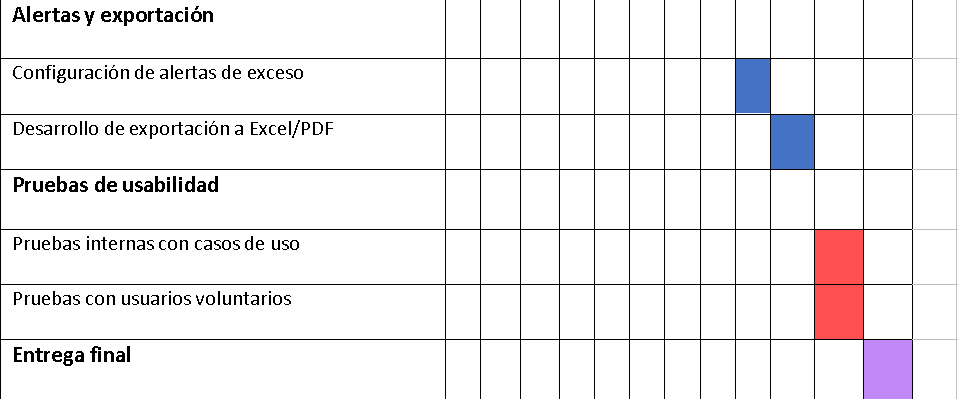 Alertas y exportación
Configuración de alertas de exceso
Desarrollo de exportación a Excel/PDF
Pruebas de usabilidad
Pruebas internas con casos de uso
Pruebas con usuarios voluntarios
Entrega final